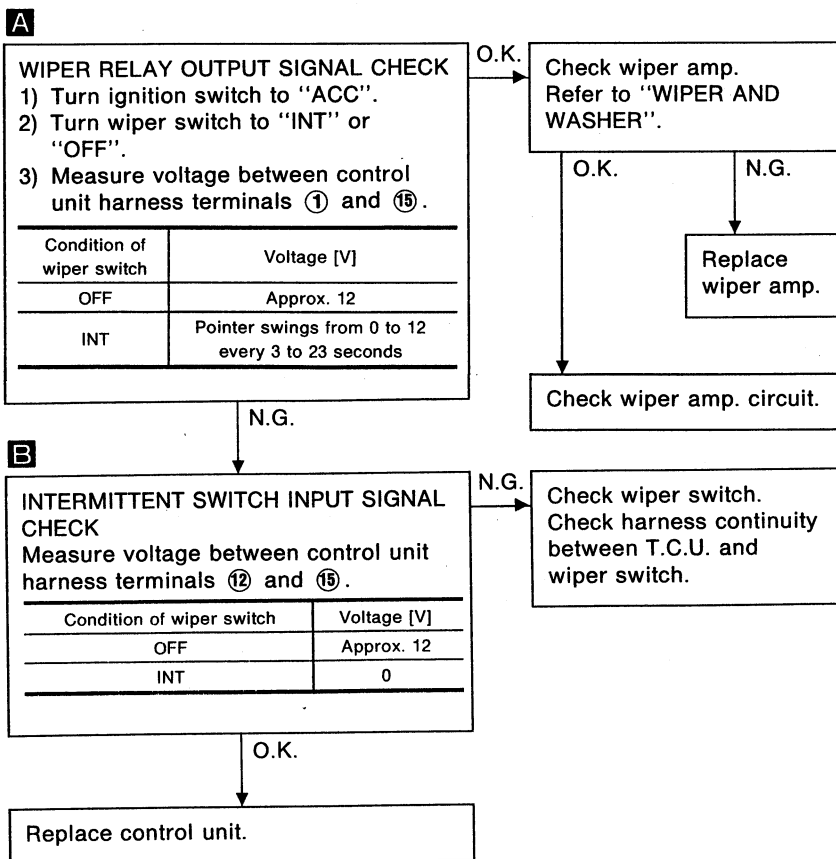 A
WIPER RELAY OUTPUT SIGNAL CHECK
1) Turn ignition switch to "ACC".
2) Turn wiper switch to "INT" or
"OFF".
3) Measure voltage between control
unit harness terminals ① and ⑮.
Condition of
wiper switch
Voltage [V]
OFF
Approx. 12
INT
Pointer swings from 0 to 12
every 3 to 23 seconds
O.K.
Check wiper amp.
Refer to "WIPER AND
WASHER".
O.K.
N.G.
Replace
wiper amp.
Check wiper amp. circuit.
N.G.
B
INTERMITTENT SWITCH INPUT SIGNAL
CHECK
Measure voltage between control unit
harness terminals ⑫ and ⑮.
Condition of wiper switch
Voltage [V]
OFF
Approx. 12
INT
0
N.G.
Check wiper switch.
Check harness continuity
between T.C.U. and
wiper switch.
O.K.
Replace control unit.